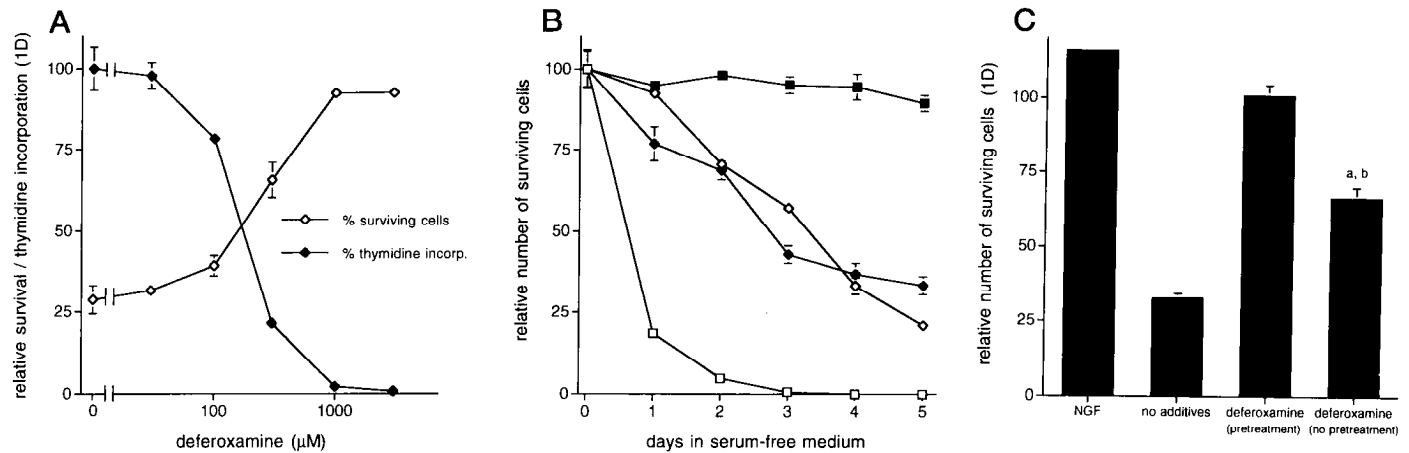 A
relative survival / thymidine incorporation (1D)
100
75
50
25
0
% surviving cells
% thymidine incorp.
0
100
1000
deferoxamine (μM)
B
relative number of surviving cells
100
75
50
25
0
0
1
2
3
4
5
days in serum-free medium
C
relative number of surviving cells (1D)
100
75
50
25
0
a, b
NGF
no additives
deferoxamine
(pretreatment)
deferoxamine
(no pretreatment)